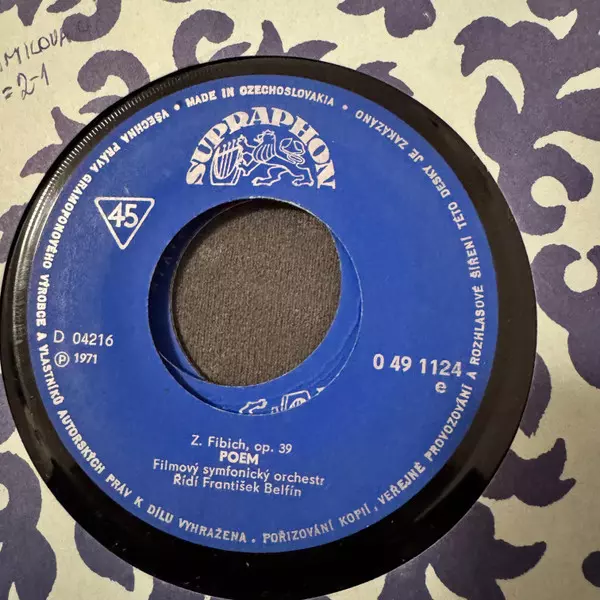 MILOVA
= 2-1
VŠECHNA PRÁVA GRAMOFONOVÉHO VÝROBCE A VLASTNÍKŮ AUTORSKÝCH PRÁV K DÍLU VYHRAŽENA. POŘIZOVÁNÍ KOPIÍ, VEŘEJNÉ PROVOZOVÁNÍ A ROZHLASOVÉ ŠÍŘENÍ TÉTO DESKY JE ZAKÁZÁNO • MADE IN CZECHOSLOVAKIA •
SUPRAPHON
45
D 04216
Ⓟ 1971
0 49 1124
e
Z. Fibich, op. 39
POEM
Filmový symfonický orchestr
Řídí František Belfín